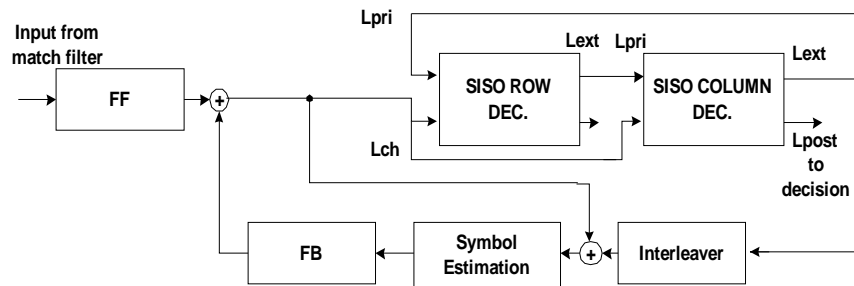 Lpri
Input from
match filter
FF
+
Lch
SISO ROW
DEC.
Lext
Lpri
SISO COLUMN
DEC.
Lext
Lpost
to
decision
FB
Symbol
Estimation
+
Interleaver